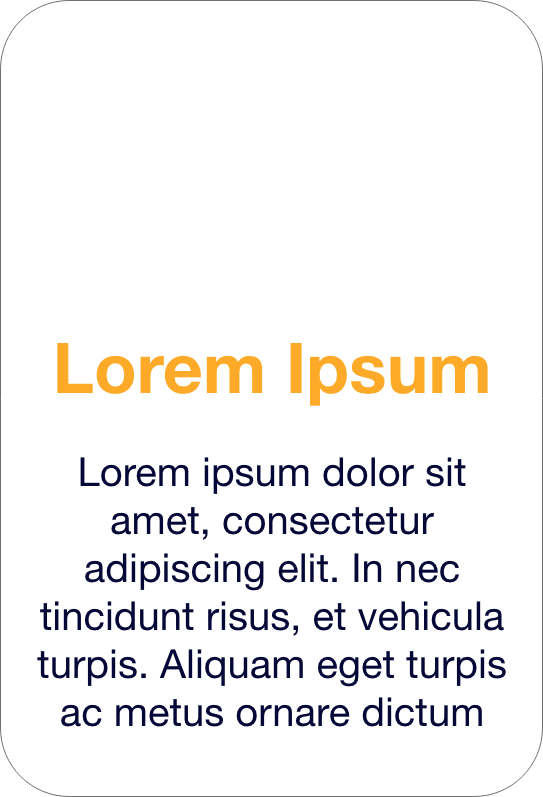 Lorem Ipsum
Lorem ipsum dolor sit
amet, consectetur
adipiscing elit. In nec
tincidunt risus, et vehicula
turpis. Aliquam eget turpis
ac metus ornare dictum